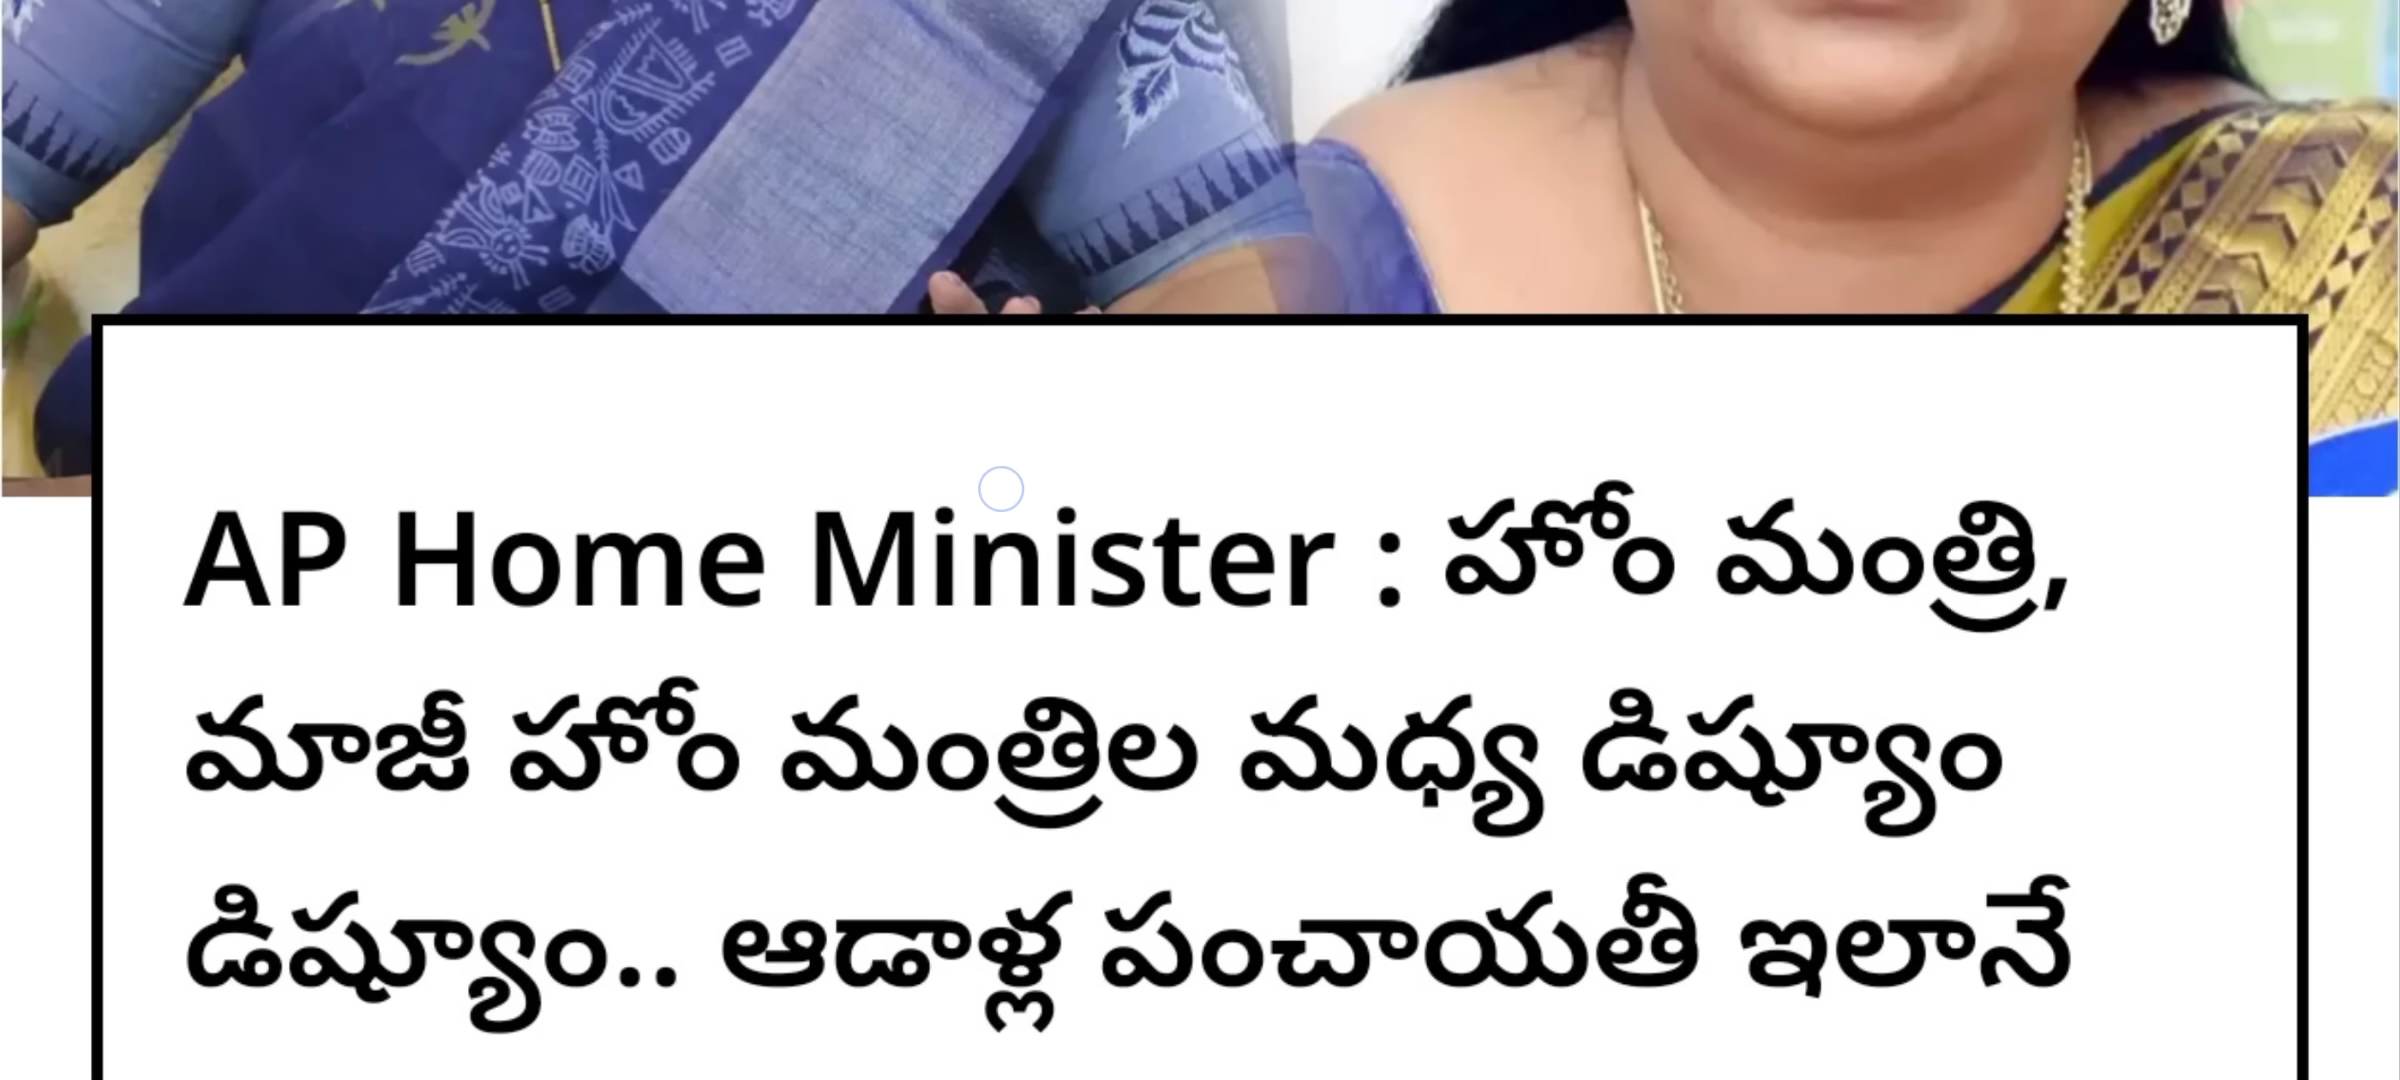 AP Home Minister : హోం మంత్రి,
మాజీ హోం మంత్రిల మధ్య డిష్యూం
డిష్యూం.. ఆడాళ్ల పంచాయతీ ఇలానే